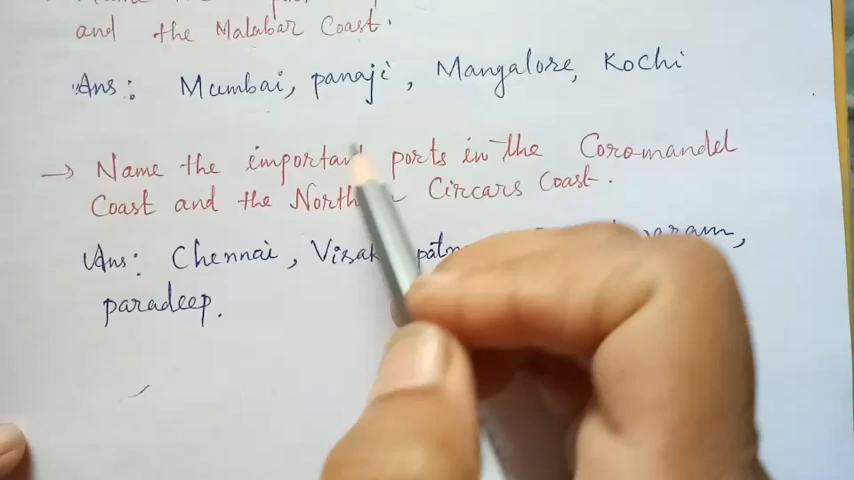 and the Malabar Coast.
Ans: Mumbai, panaji, Mangalore, Kochi
→ Name the important ports in the Coromandel
Coast and the North Circars Coast.
Ans: Chennai,
paradeep.